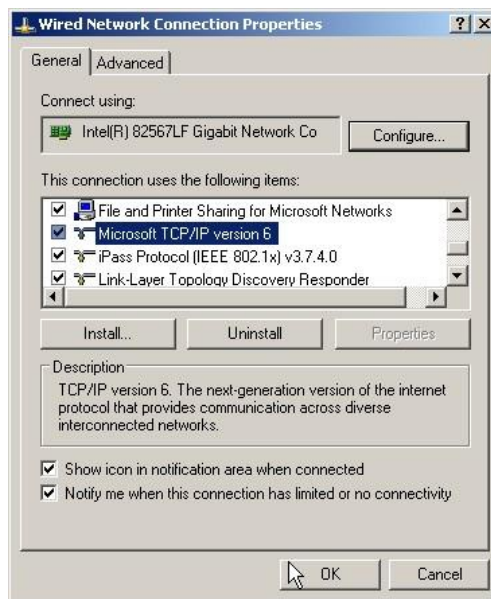 Wired Network Connection Properties
General
Advanced
Connect using:
Intel(R) 82567LF Gigabit Network Co
Configure...
This connection uses the following items:
File and Printer Sharing for Microsoft Networks
Microsoft TCP/IP version 6
iPass Protocol (IEEE 802.1x) v3.7.4.0
Link-Layer Topology Discovery Responder
Install...
Uninstall
Properties
Description
TCP/IP version 6. The next-generation version of the internet
protocol that provides communication across diverse
interconnected networks.
Show icon in notification area when connected
Notify me when this connection has limited or no connectivity
OK
Cancel